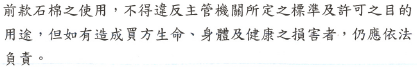 前款石棉之使用，不得違反主管機關所定之標準及許可之目的
用途，但如有造成買方生命、身體及健康之損害者，仍應依法
負責。